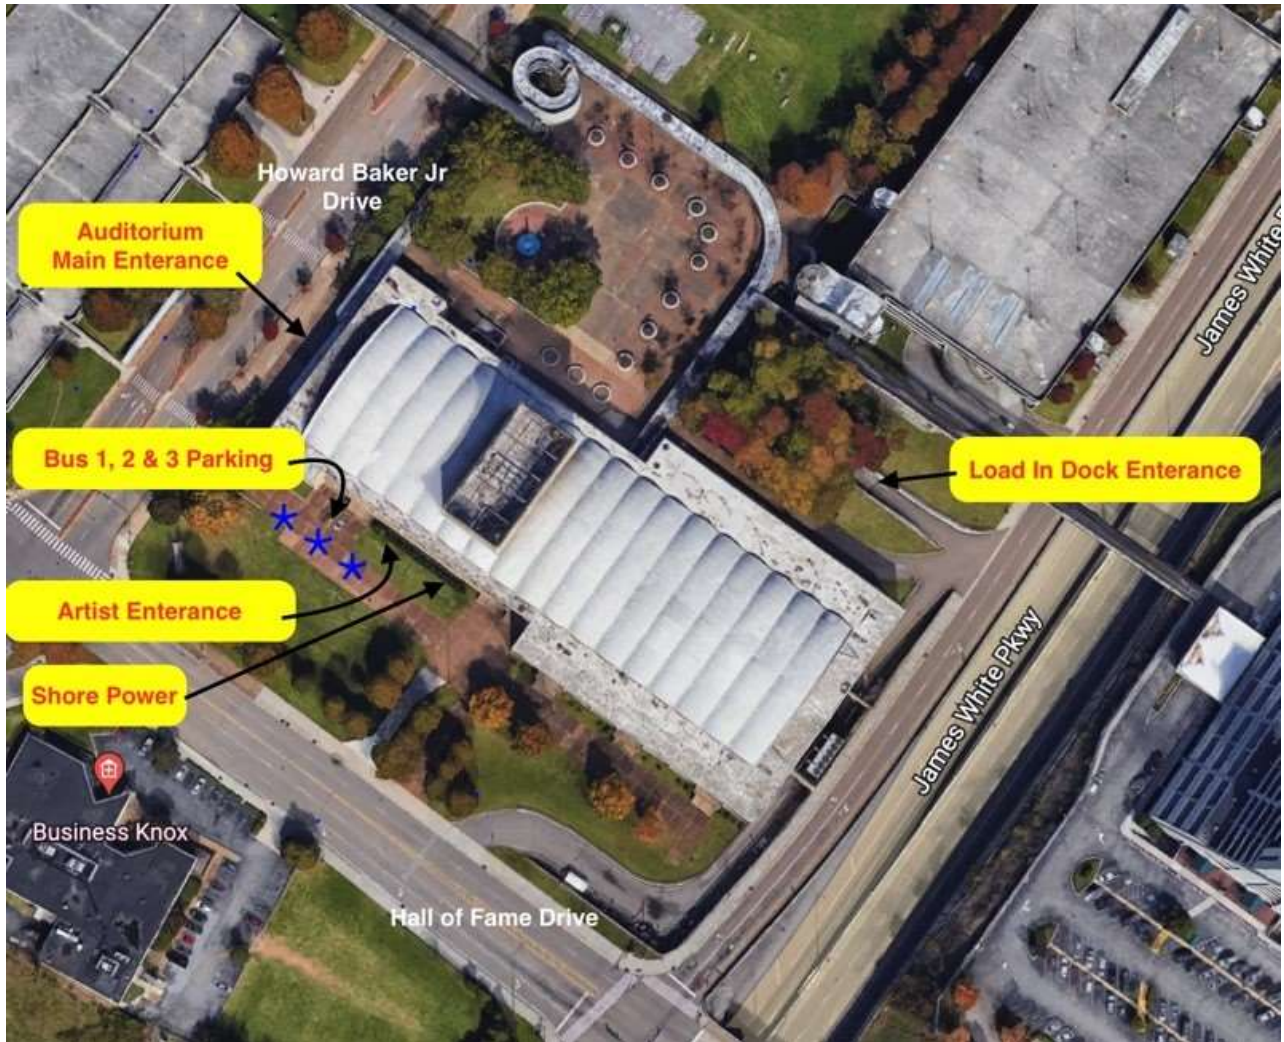 Howard Baker Jr
Drive
Auditorium
Main Enterance
James White P
Bus 1, 2 & 3 Parking
Load In Dock Enterance
Artist Enterance
Shore Power
James White Pkwy
Business Knox
Hall of Fame Drive